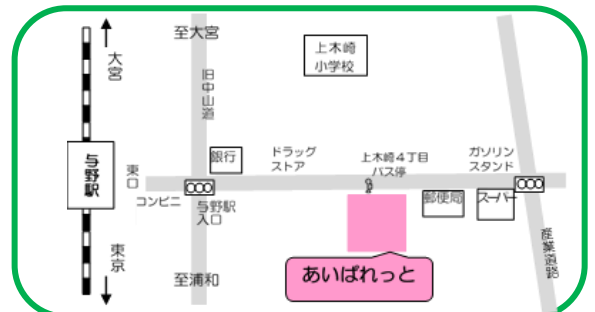 大宮
与野駅
東口
東京
至大宮
旧中山道
銀行
コンビニ
与野駅
入口
至浦和
上木崎
小学校
ドラッグ
ストア
上木崎４丁目
バス停
郵便局
スーパー
ガソリン
スタンド
産業道路
あいぱれっと